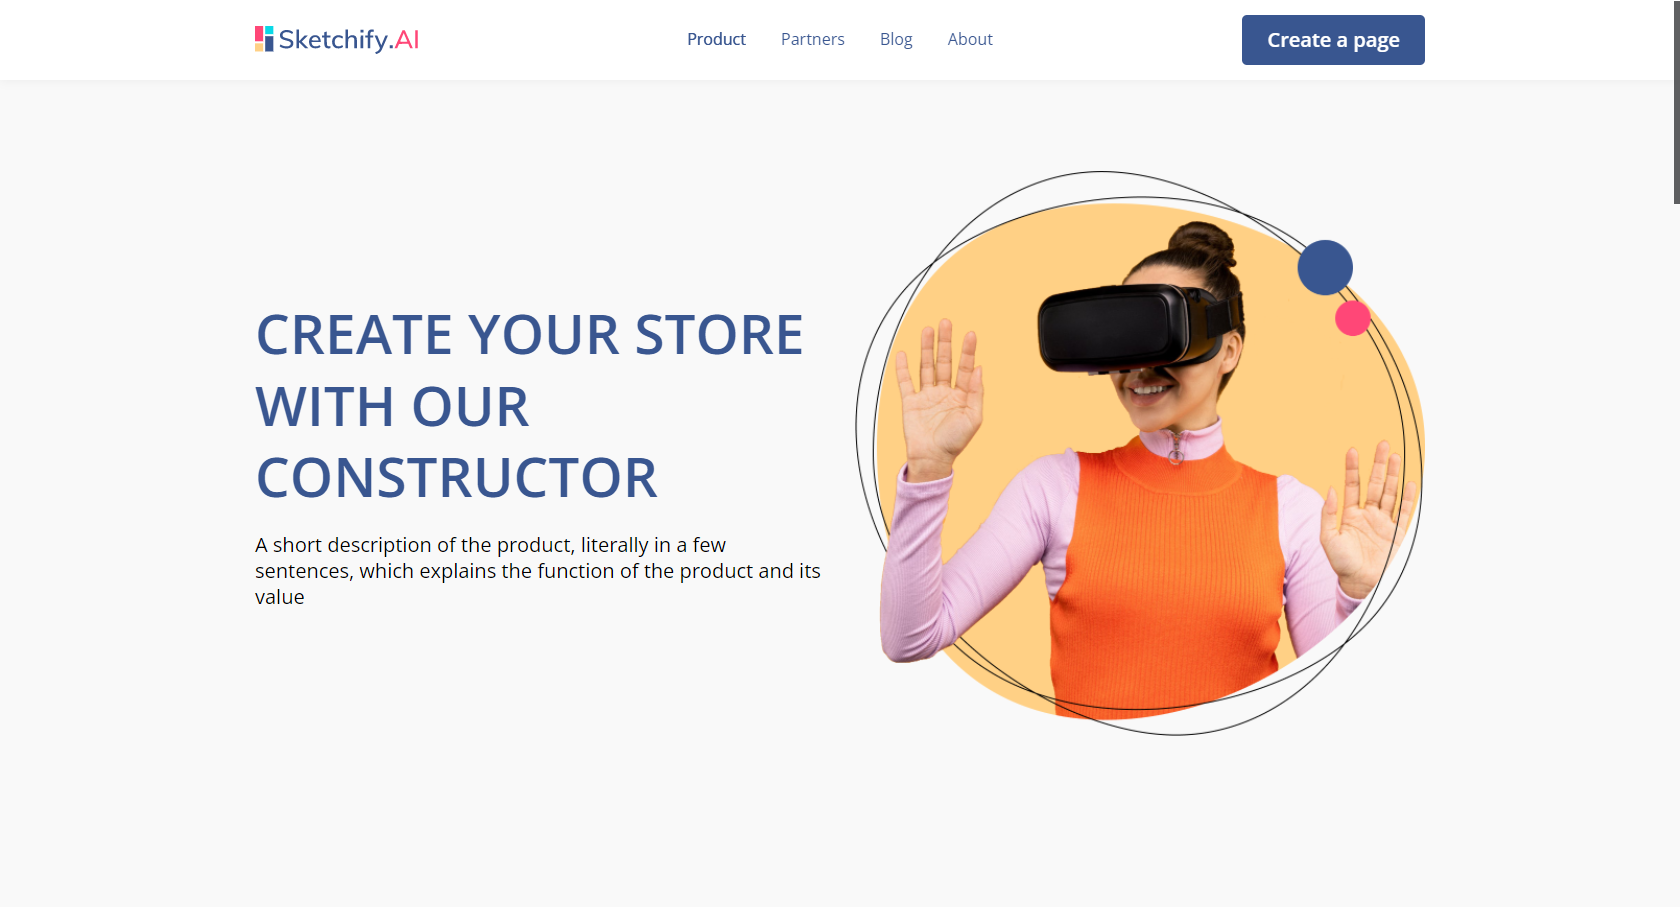 Sketchify.AI
Product
Partners
Blog
About
Create a page
CREATE YOUR STORE
WITH OUR
CONSTRUCTOR
A short description of the product, literally in a few
sentences, which explains the function of the product and its
value